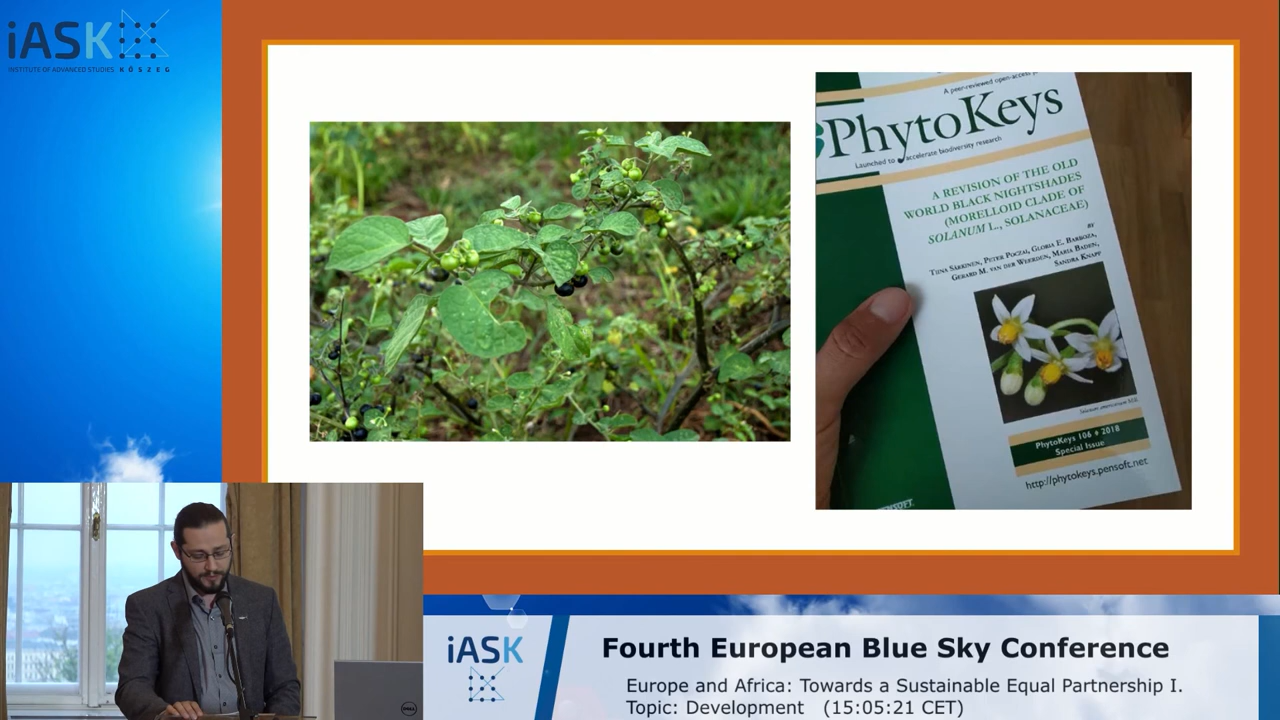 iASK
INSTITUTE OF ADVANCED STUDIES KŐSZEG
A peer-reviewed open-access
PhytoKeys
Launched to accelerate biodiversity research
A REVISION OF THE OLD
WORLD BLACK NIGHTSHADES
(MORELLOID CLADE OF
SOLANUM L., SOLANACEAE)
BY
TIINA SÄRKINEN, PETER POCZAI, GLORIA E. BARBOZA,
GERARD M. VAN DER WEERDEN, MARIA BADEN,
SANDRA KNAPP
PhytoKeys 106 • 2018
Special Issue
http://phytokeys.pensoft.net
PENSOFT
DELL
iASK
Fourth European Blue Sky Conference
Europe and Africa: Towards a Sustainable Equal Partnership I.
Topic: Development (15:05:21 CET)